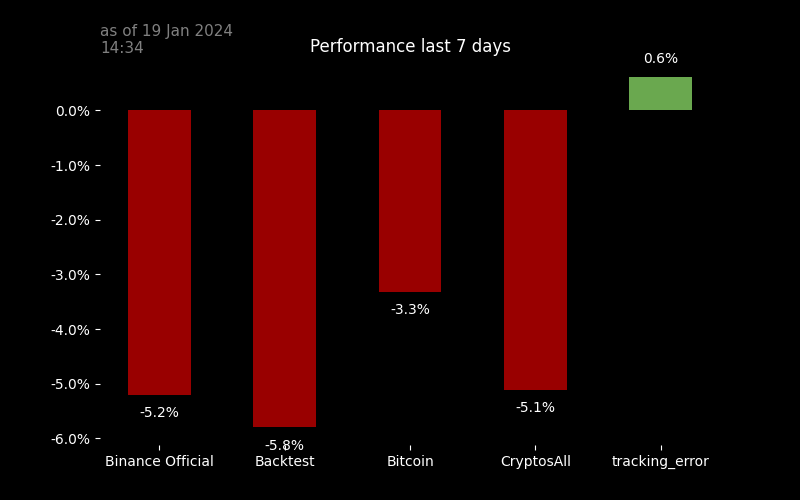 as of 19 Jan 2024
14:34
Performance last 7 days
0.6%
0.0%
-1.0%
-2.0%
-3.0%
-3.3%
-4.0%
-5.0%
-5.2%
-5.1%
-6.0%
-5.8%
Binance Official
Backtest
Bitcoin
CryptosAll
tracking_error